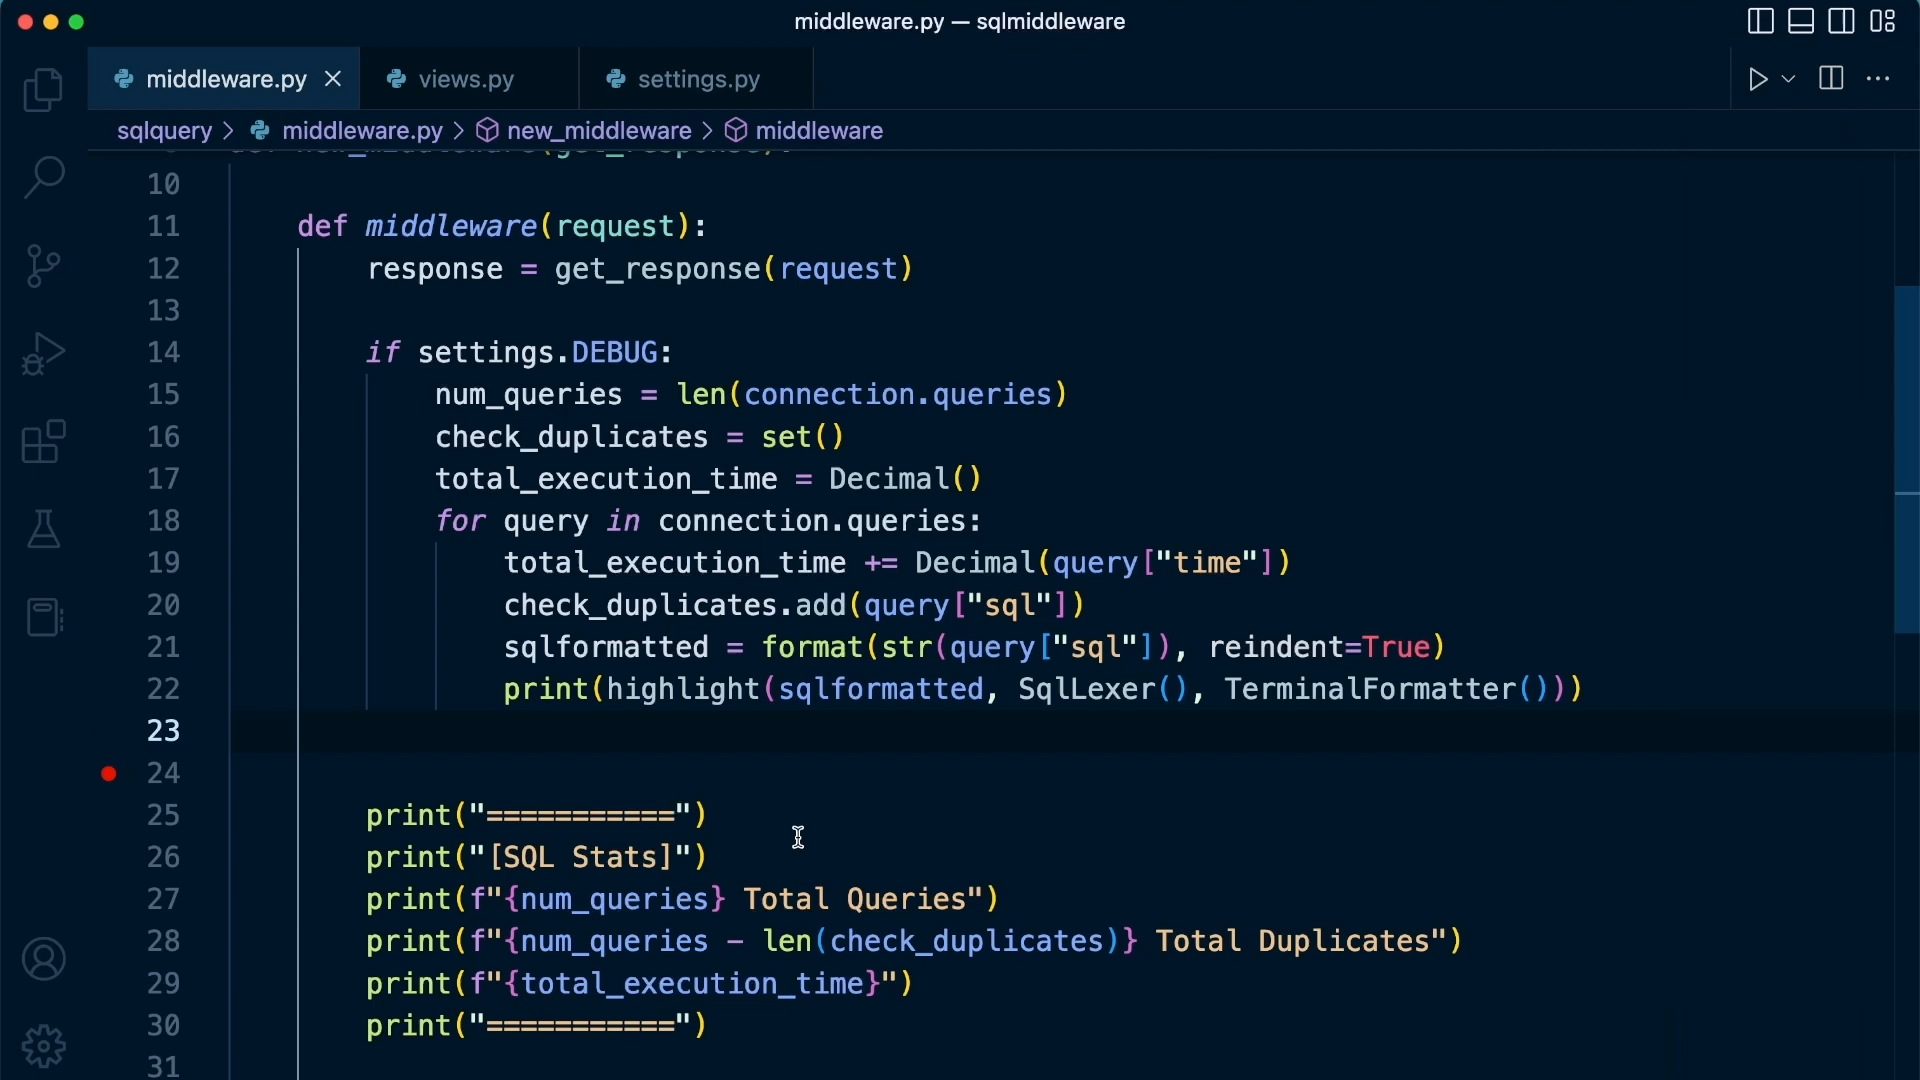 middleware.py — sqlmiddleware
middleware.py views.py settings.py
sqlquery > middleware.py > new_middleware > middleware
10
11 def middleware(request):
12 response = get_response(request)
13
14 if settings.DEBUG:
15 num_queries = len(connection.queries)
16 check_duplicates = set()
17 total_execution_time = Decimal()
18 for query in connection.queries:
19 total_execution_time += Decimal(query["time"])
20 check_duplicates.add(query["sql"])
21 sqlformatted = format(str(query["sql"]), reindent=True)
22 print(highlight(sqlformatted, SqlLexer(), TerminalFormatter()))
23
24
25 print("===========")
26 print("[SQL Stats]")
27 print(f"{num_queries} Total Queries")
28 print(f"{num_queries - len(check_duplicates)} Total Duplicates")
29 print(f"{total_execution_time}")
30 print("===========")
31